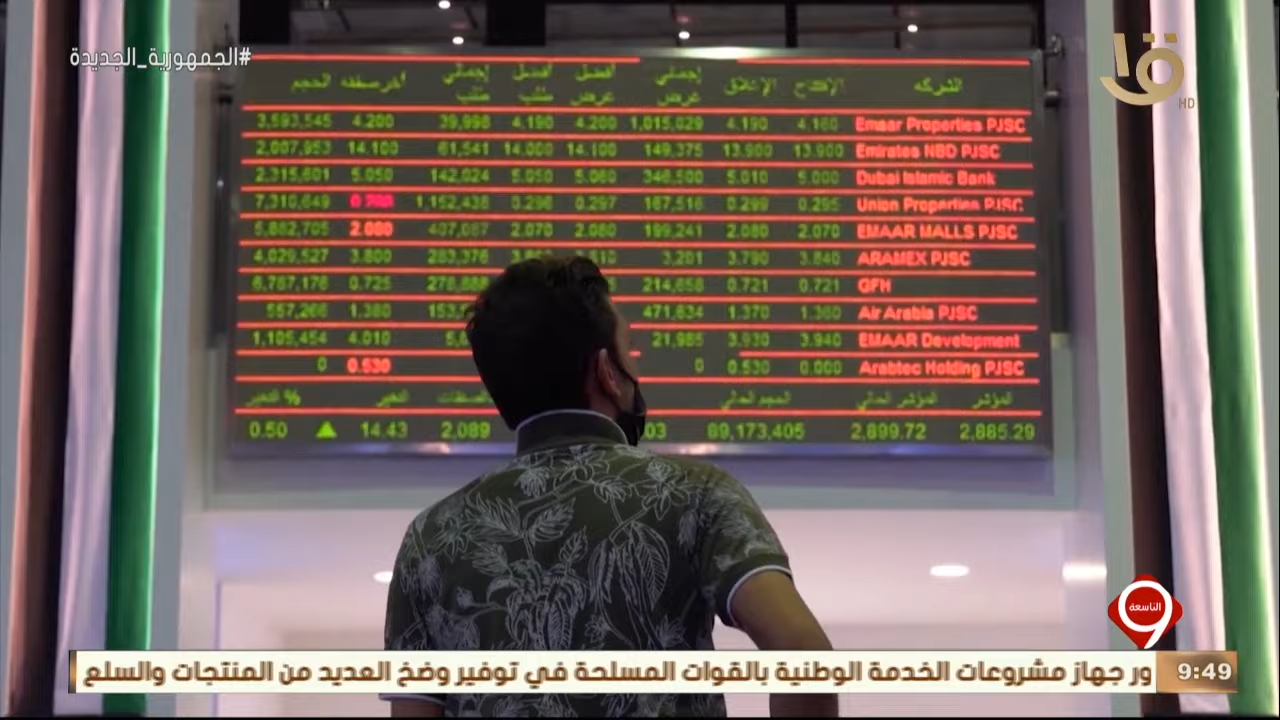 #الجمهورية_الجديدة
HD
الشركه الإفتتاح الإغلاق إجمالي عرض أفضل عرض أفضل طلب إجمالي طلب الحجم
Emaar Properties PJSC 4.160 4.190 1,015,029 4.200 4.190 39,998 4.200 3,593,545
Emirates NBD PJSC 13.900 13.900 149,375 14.100 14.000 61,541 14.100 2,007,953
Dubai Islamic Bank 5.000 5.010 346,500 5.060 5.050 142,024 5.050 2,315,601
Union Properties PJSC 0.295 0.299 167,516 0.297 0.296 1,152,438 7,310,649
EMAAR MALLS PJSC 2.070 2.080 199,241 2.080 2.070 407,087 2.080 5,882,705
ARAMEX PJSC 3.840 3.790 3,201 283,376 3.800 4,029,527
GFH 0.721 0.721 214,658 0.725 6,767,176
Air Arabia PJSC 1.360 1.370 471,634 1.380 557,266
EMAAR Development 3.940 3.930 21,985 4.010 1,105,454
Arabtec Holding PJSC 0.000 0.530 0 0.530 0
المؤشر المؤشر الحالي الحجم الحالي الصفقات التغير التغير %
2,885.29 2,899.72 89,173,405 03 2,089 14.43 0.50
9 التاسعة
ور جهاز مشروعات الخدمة الوطنية بالقوات المسلحة في توفير وضخ العديد من المنتجات والسلع
9:49